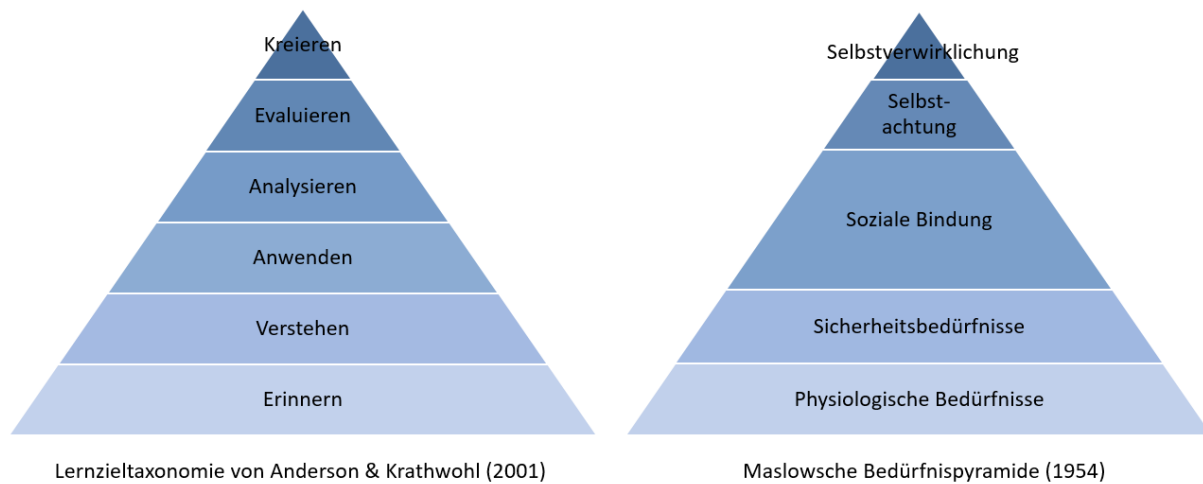 Kreieren
Evaluieren
Analysieren
Anwenden
Verstehen
Erinnern
Lernzieltaxonomie von Anderson & Krathwohl (2001)
Selbstverwirklichung
Selbst-
achtung
Soziale Bindung
Sicherheitsbedürfnisse
Physiologische Bedürfnisse
Maslowsche Bedürfnispyramide (1954)